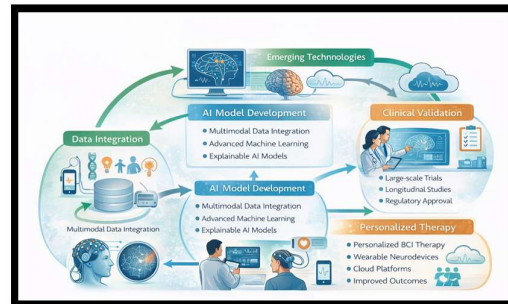 Emerging Technnologies
AI Model Development
• Multimodal Data Integration
• Advanced Machine Learning
• Explainable AI Models
Clinical Validation
• Large-scale Trials
• Longitudnal Studies
• Regulatory Approval
Data Integration
Multimodal Data Integration
AI Model Development
• Multimodal Data Integration
• Advanced Machine Learning
Explainable AI Models
Personalized Therapy
• Personalized BCI Therapy
• Wearable Neurodevices
• Cloud Platforms
• Improved Outcomes